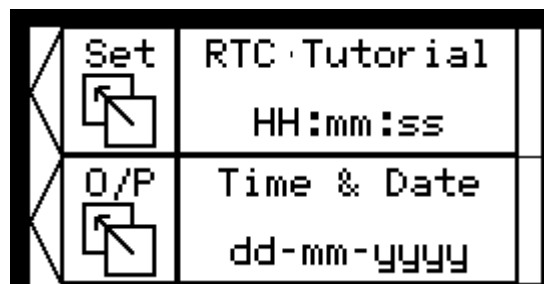 Set
RTC Tutorial
HH:mm:ss
O/P
Time & Date
dd-mm-yyyy